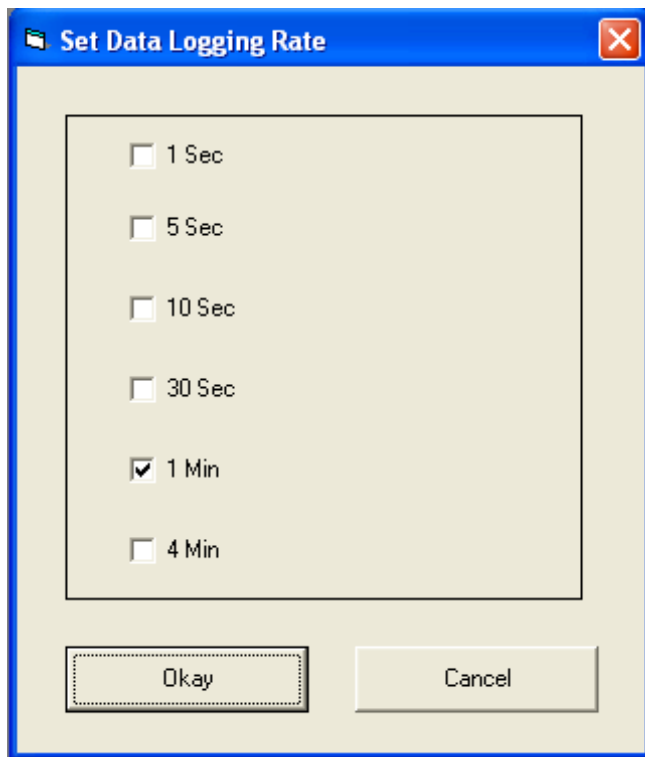 Set Data Logging Rate
1 Sec
5 Sec
10 Sec
30 Sec
1 Min
4 Min
Okay
Cancel